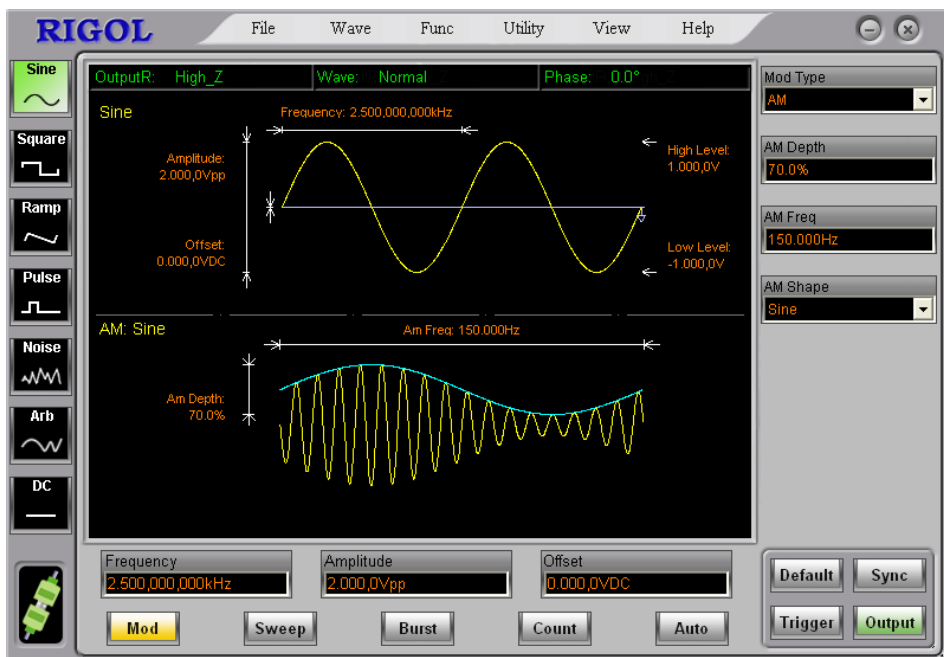 RIGOL
File Wave Func Utility View Help
Sine
Square
Ramp
Pulse
Noise
Arb
DC
OutputR: High_Z Wave: Normal Phase: 0.0°
Sine
Frequency: 2.500,000,000kHz
Amplitude:
2.000,0Vpp
High Level:
1.000,0V
Offset:
0.000,0VDC
Low Level:
-1.000,0V
AM: Sine
Am Freq: 150.000Hz
Am Depth:
70.0%
Mod Type
AM
AM Depth
70.0%
AM Freq
150.000Hz
AM Shape
Sine
Frequency
2.500,000,000kHz
Amplitude
2.000,0Vpp
Offset
0.000,0VDC
Mod Sweep Burst Count Auto
Default Sync
Trigger Output